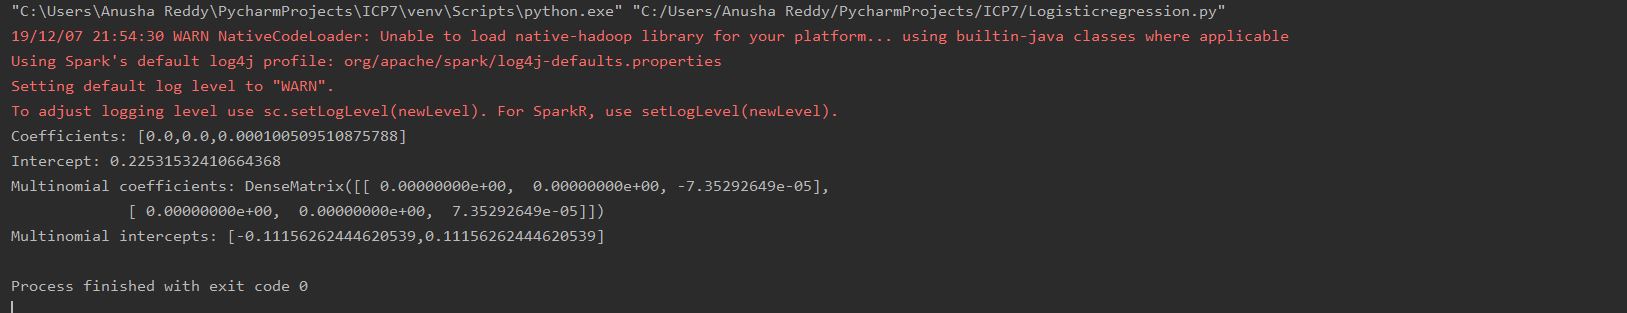 "C:\Users\Anusha Reddy\PycharmProjects\ICP7\venv\Scripts\python.exe" "C:/Users/Anusha Reddy/PycharmProjects/ICP7/Logisticregression.py"
19/12/07 21:54:30 WARN NativeCodeLoader: Unable to load native-hadoop library for your platform... using builtin-java classes where applicable
Using Spark's default log4j profile: org/apache/spark/log4j-defaults.properties
Setting default log level to "WARN".
To adjust logging level use sc.setLogLevel(newLevel). For SparkR, use setLogLevel(newLevel).
Coefficients: [0.0,0.0,0.000100509510875788]
Intercept: 0.22531532410664368
Multinomial coefficients: DenseMatrix([[ 0.00000000e+00,  0.00000000e+00, -7.35292649e-05],
             [ 0.00000000e+00,  0.00000000e+00,  7.35292649e-05]])
Multinomial intercepts: [-0.11156262444620539,0.11156262444620539]
Process finished with exit code 0